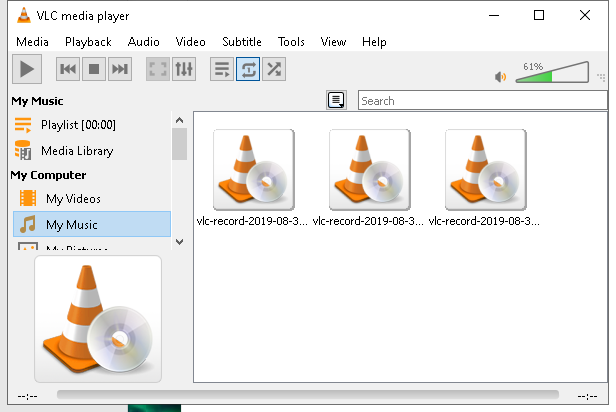 VLC media player
Media Playback Audio Video Subtitle Tools View Help
61%
My Music
Playlist [00:00]
Media Library
My Computer
My Videos
My Music
My Pictures
Search
vlc-record-2019-08-3... vlc-record-2019-08-3... vlc-record-2019-08-3...
--:-- --:--